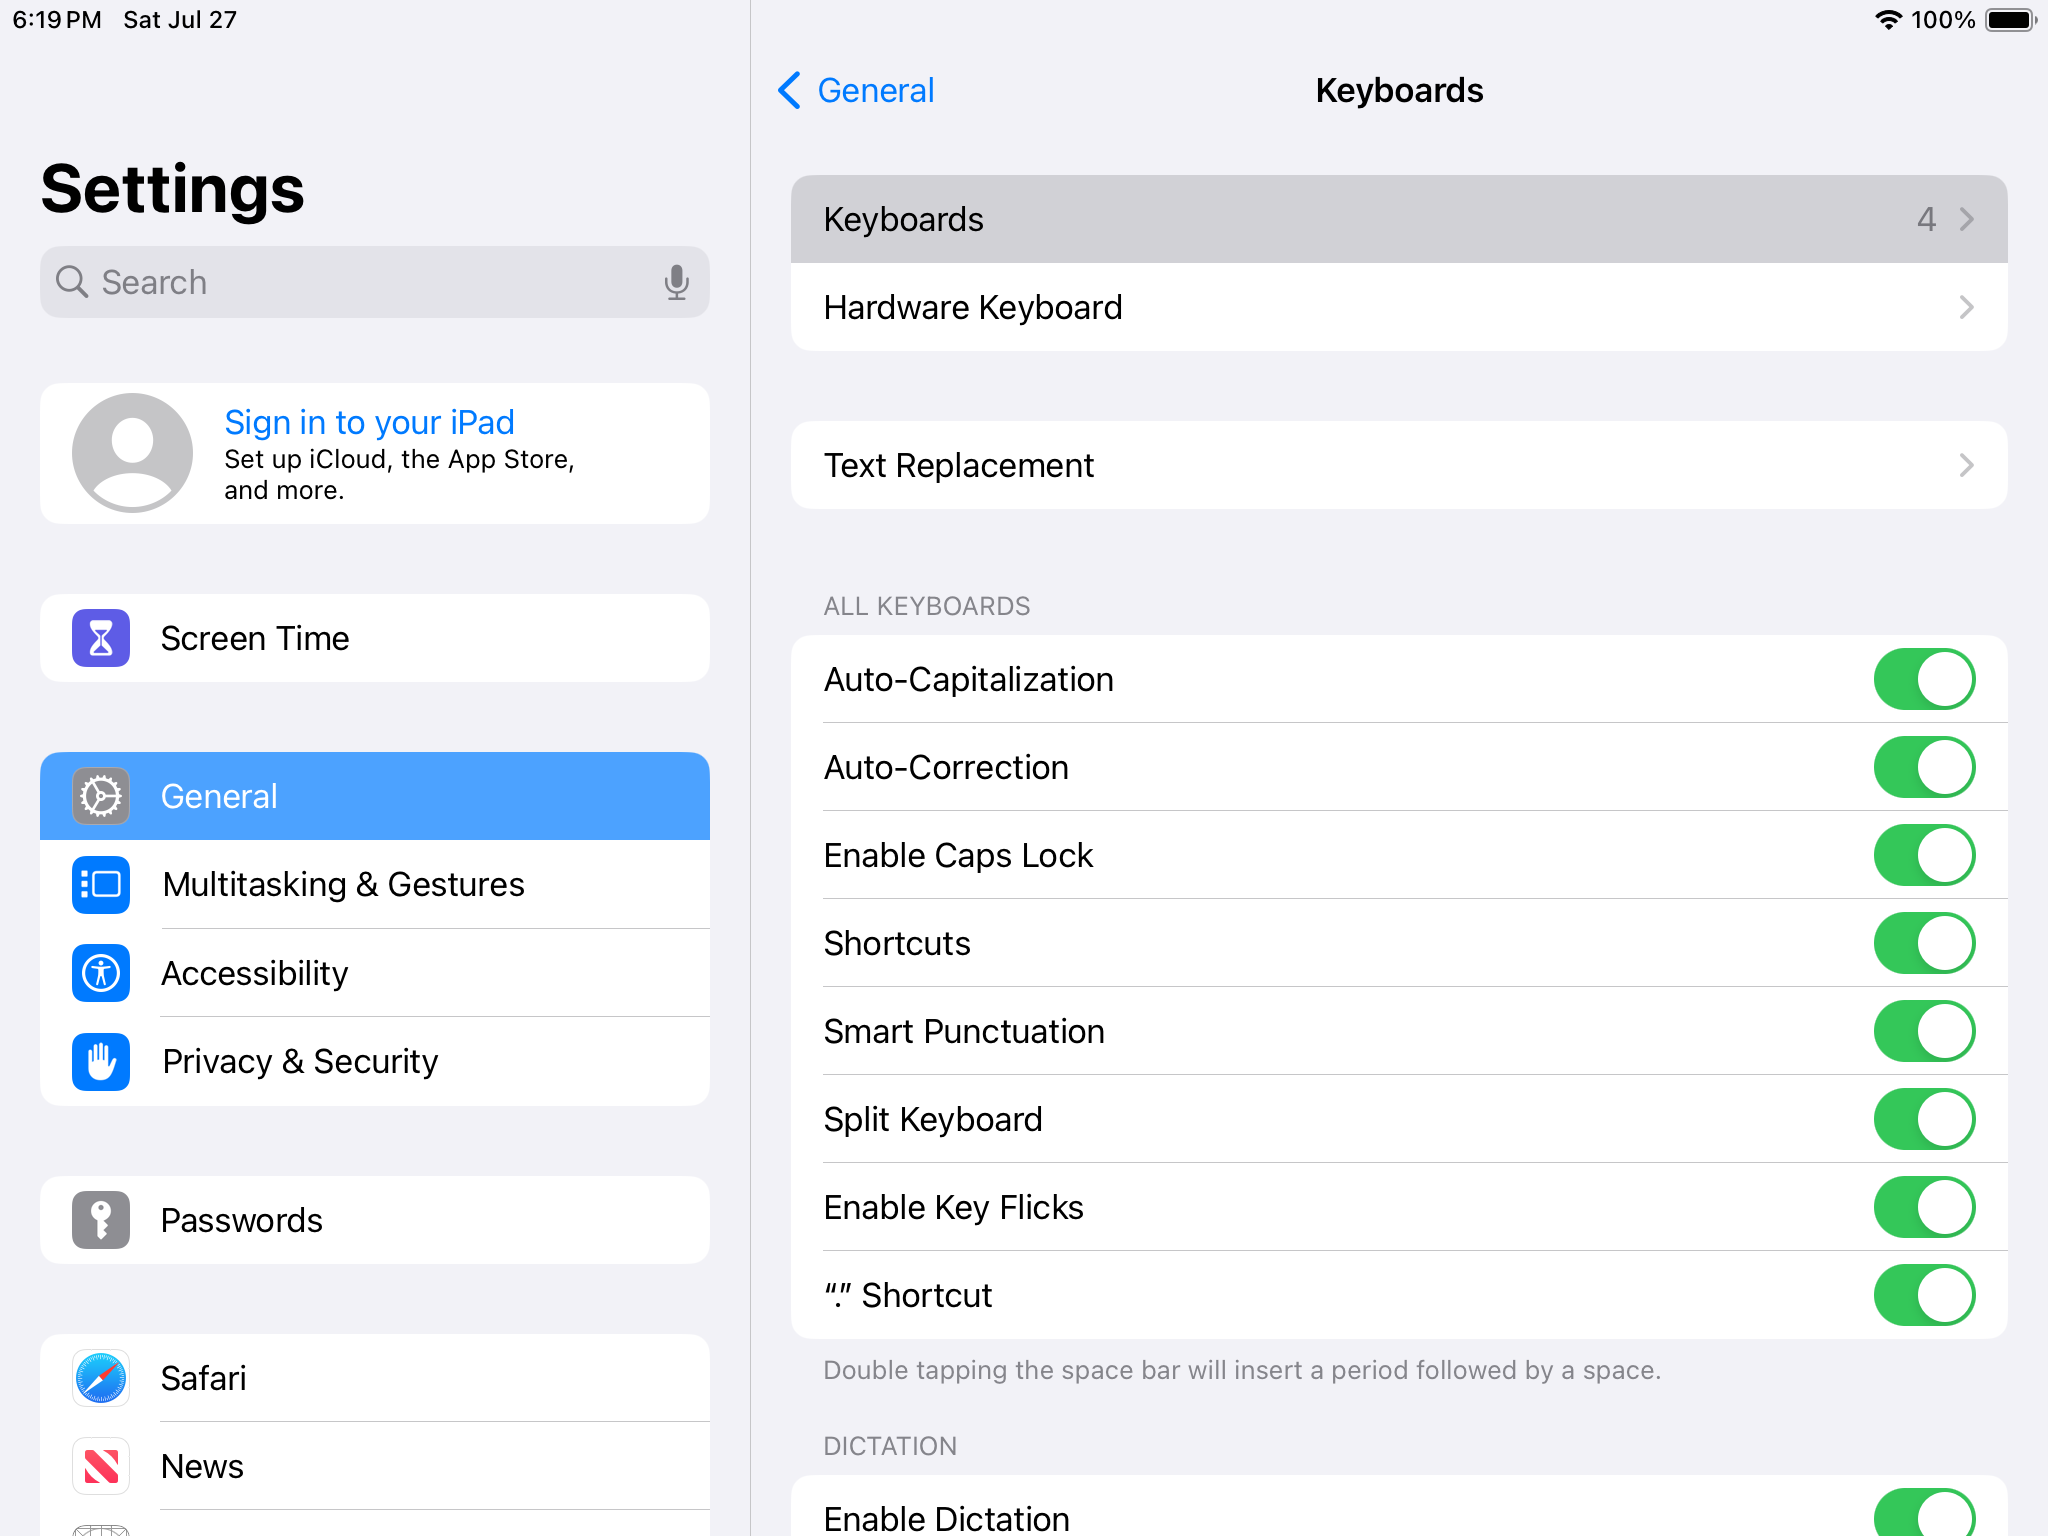 6:19 PM Sat Jul 27
100%
Settings
Search
Sign in to your iPad
Set up iCloud, the App Store,
and more.
Screen Time
General
Multitasking & Gestures
Accessibility
Privacy & Security
Passwords
Safari
News
General
Keyboards
Keyboards 4
Hardware Keyboard
Text Replacement
ALL KEYBOARDS
Auto-Capitalization
Auto-Correction
Enable Caps Lock
Shortcuts
Smart Punctuation
Split Keyboard
Enable Key Flicks
“.” Shortcut
Double tapping the space bar will insert a period followed by a space.
DICTATION
Enable Dictation